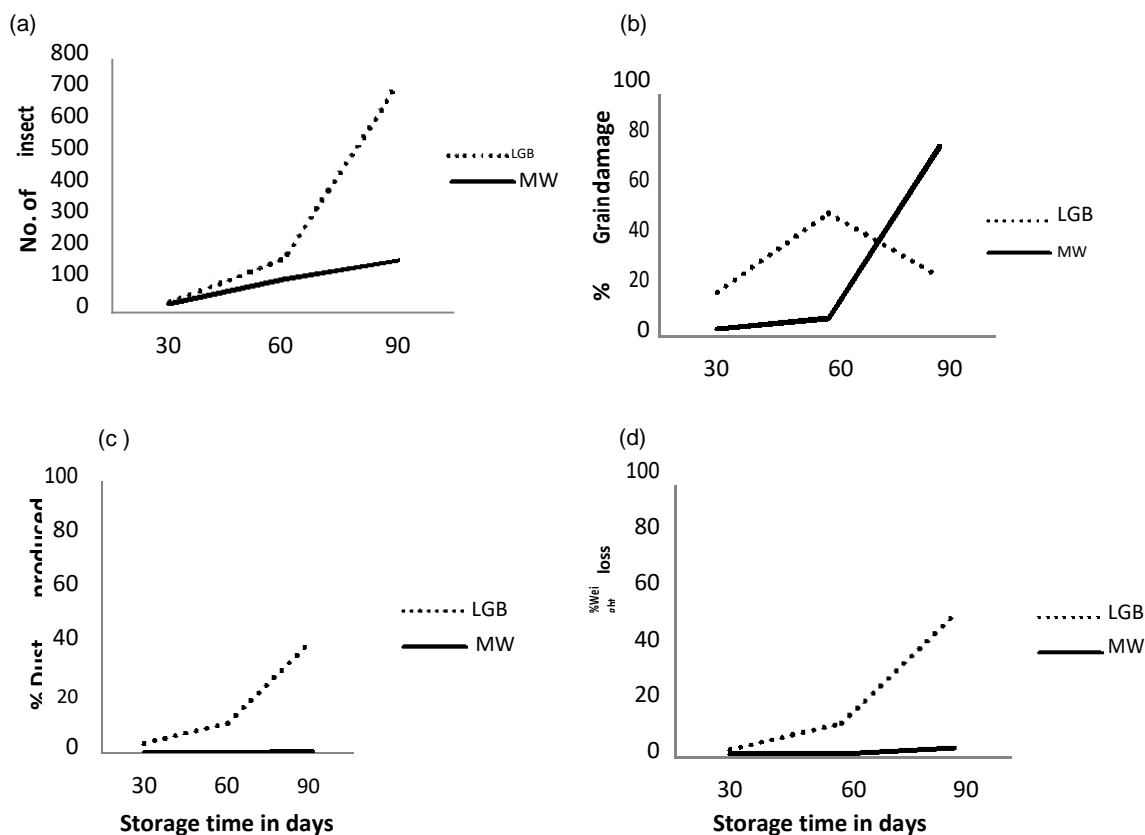 (a)
800
700
600
500
400
300
200
100
0
No. of insect
30 60 90
LGB
MW
(b)
100
80
60
40
20
0
% Graindamage
30 60 90
LGB
MW
(c )
100
80
60
40
20
0
% Dust produced
30 60 90
Storage time in days
LGB
MW
(d)
100
80
60
40
20
0
%Wei
ght loss
30 60 90
Storage time in days
LGB
MW